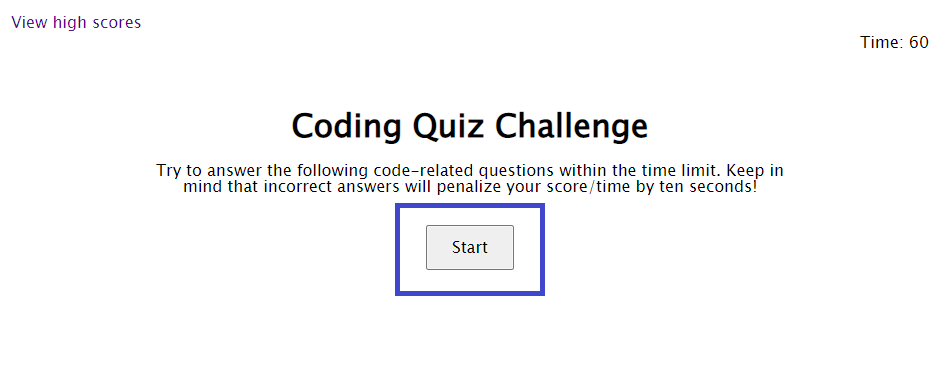 View high scores
Time: 60
Coding Quiz Challenge
Try to answer the following code-related questions within the time limit. Keep in
mind that incorrect answers will penalize your score/time by ten seconds!
Start